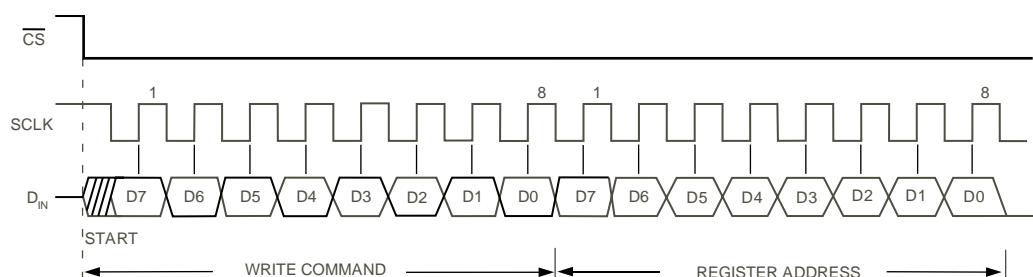 CS
1 8 1 8
SCLK
D7 D6 D5 D4 D3 D2 D1 D0 D7 D6 D5 D4 D3 D2 D1 D0
DIN
START
WRITE COMMAND REGISTER ADDRESS